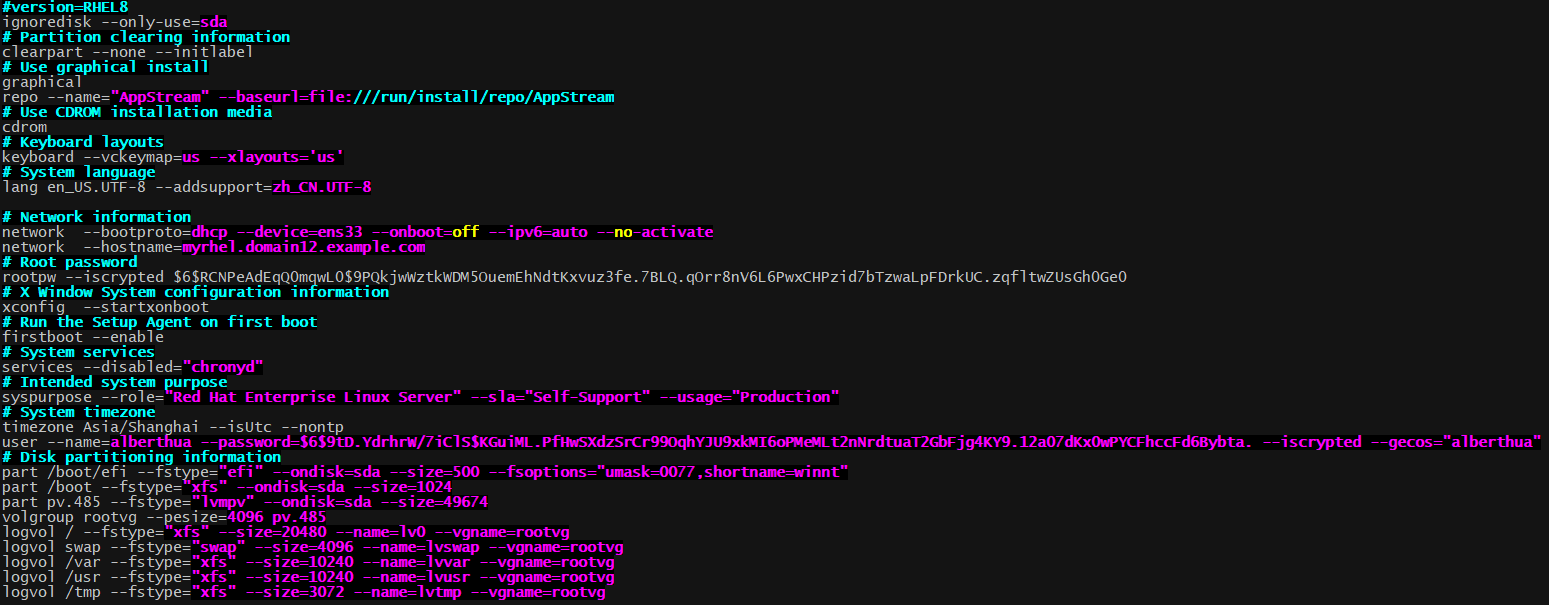 #version=RHEL8
ignoredisk --only-use=sda
# Partition clearing information
clearpart --none --initlabel
# Use graphical install
graphical
repo --name="AppStream" --baseurl=file:///run/install/repo/AppStream
# Use CDROM installation media
cdrom
# Keyboard layouts
keyboard --vckeymap=us --xlayouts='us'
# System language
lang en_US.UTF-8 --addsupport=zh_CN.UTF-8

# Network information
network  --bootproto=dhcp --device=ens33 --onboot=off --ipv6=auto --no-activate
network  --hostname=myrhel.domain12.example.com
# Root password
rootpw --iscrypted $6$RCNPeAdEqQOmqwLO$9PQkjwWztkWDM5OuemEhNdtKxvuz3fe.7BLQ.qOrr8nV6L6PwxCHPzid7bTzwaLpFDrkUC.zqfltwZUsGhOGeO
# X Window System configuration information
xconfig  --startxonboot
# Run the Setup Agent on first boot
firstboot --enable
# System services
services --disabled="chronyd"
# Intended system purpose
syspurpose --role="Red Hat Enterprise Linux Server" --sla="Self-Support" --usage="Production"
# System timezone
timezone Asia/Shanghai --isUtc --nontp
user --name=alberthua --password=$6$9tD.YdrhrW/7iClS$KGuiML.PfHwSXdzSrCr99OqhYJU9xkMI6oPMeMLt2nNrdtuaT2GbFjg4KY9.12aO7dKxOwPYCFhccFd6Bybta. --iscrypted --gecos="alberthua"
# Disk partitioning information
part /boot/efi --fstype="efi" --ondisk=sda --size=500 --fsoptions="umask=0077,shortname=winnt"
part /boot --fstype="xfs" --ondisk=sda --size=1024
part pv.485 --fstype="lvmpv" --ondisk=sda --size=49674
volgroup rootvg --pesize=4096 pv.485
logvol / --fstype="xfs" --size=20480 --name=lv0 --vgname=rootvg
logvol swap --fstype="swap" --size=4096 --name=lvswap --vgname=rootvg
logvol /var --fstype="xfs" --size=10240 --name=lvvar --vgname=rootvg
logvol /usr --fstype="xfs" --size=10240 --name=lvusr --vgname=rootvg
logvol /tmp --fstype="xfs" --size=3072 --name=lvtmp --vgname=rootvg